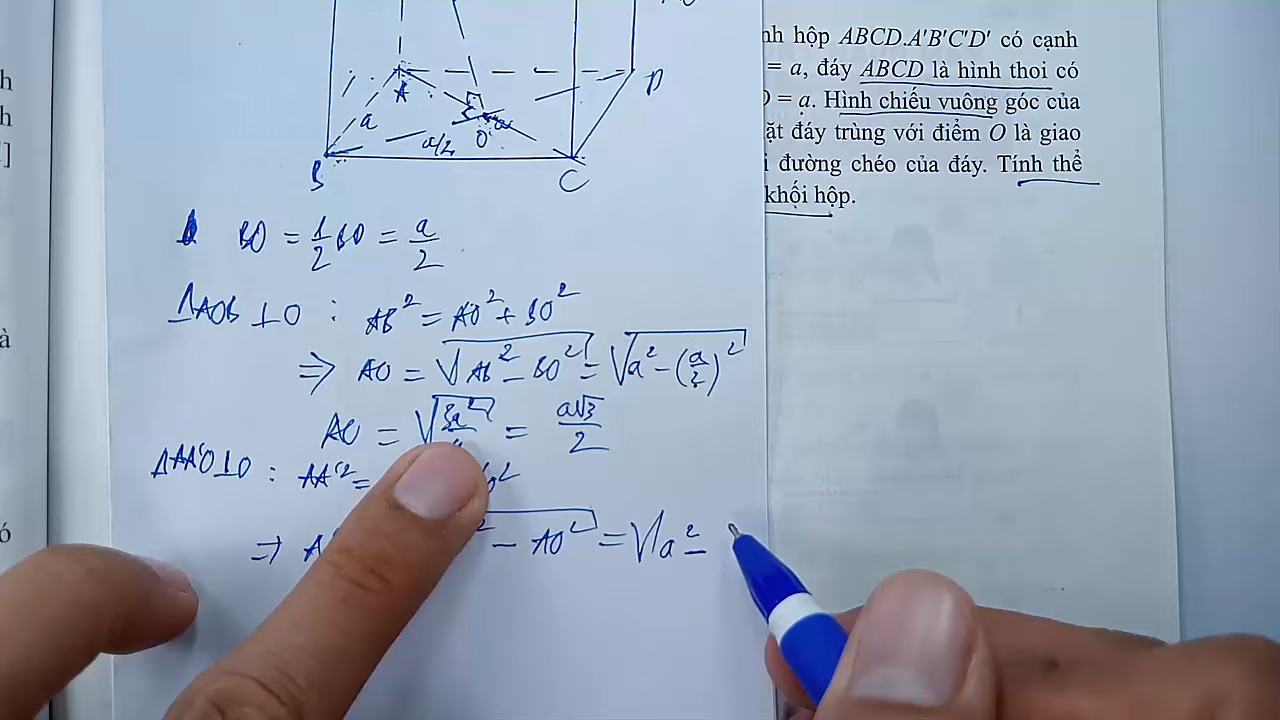 A
D
a
a/2
O
B
C
BO = 1/2 BD = a/2
ΔAOB ⊥ O : AB² = AO² + BO²
⇒ AO = √(AB² - BO²) = √(a² - (a/2)²)
AO = √(3a² = a√3/2
ΔAA'O ⊥ O : AA'² =
⇒ - AO² = √a² -
nh hộp ABCD.A'B'C'D' có cạnh
= a, đáy ABCD là hình thoi có
= a. Hình chiếu vuông góc của
ặt đáy trùng với điểm O là giao
i đường chéo của đáy. Tính thể
khối hộp.
h
h
]
à
ó